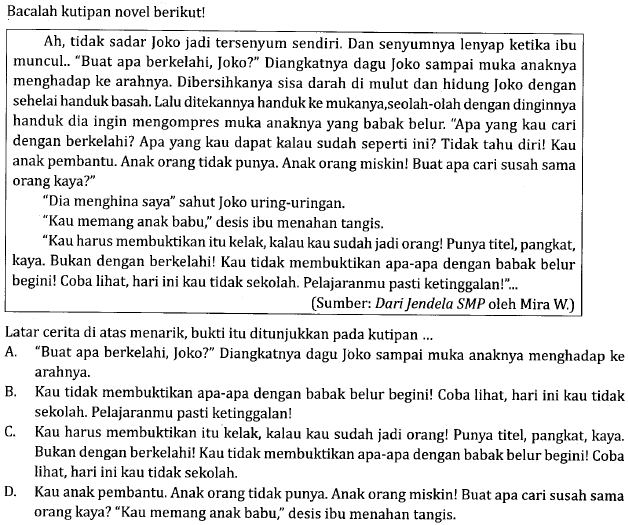 Bacalah kutipan novel berikut!
Ah, tidak sadar Joko jadi tersenyum sendiri. Dan senyumnya lenyap ketika ibu
muncul.. “Buat apa berkelahi, Joko?” Diangkatnya dagu Joko sampai muka anaknya
menghadap ke arahnya. Dibersihkanya sisa darah di mulut dan hidung Joko dengan
sehelai handuk basah. Lalu ditekannya handuk ke mukanya,seolah-olah dengan dinginnya
handuk dia ingin mengompres muka anaknya yang babak belur. “Apa yang kau cari
dengan berkelahi? Apa yang kau dapat kalau sudah seperti ini? Tidak tahu diri! Kau
anak pembantu. Anak orang tidak punya. Anak orang miskin! Buat apa cari susah sama
orang kaya?”
“Dia menghina saya” sahut Joko uring-uringan.
“Kau memang anak babu,” desis ibu menahan tangis.
“Kau harus membuktikan itu kelak, kalau kau sudah jadi orang! Punya titel, pangkat,
kaya. Bukan dengan berkelahi! Kau tidak membuktikan apa-apa dengan babak belur
begini! Coba lihat, hari ini kau tidak sekolah. Pelajaranmu pasti ketinggalan!”...
(Sumber: Dari Jendela SMP oleh Mira W.)
Latar cerita di atas menarik, bukti itu ditunjukkan pada kutipan ...
A. “Buat apa berkelahi, Joko?” Diangkatnya dagu Joko sampai muka anaknya menghadap ke
arahnya.
B. Kau tidak membuktikan apa-apa dengan babak belur begini! Coba lihat, hari ini kau tidak
sekolah. Pelajaranmu pasti ketinggalan!
C. Kau harus membuktikan itu kelak, kalau kau sudah jadi orang! Punya titel, pangkat, kaya.
Bukan dengan berkelahi! Kau tidak membuktikan apa-apa dengan babak belur begini! Coba
lihat, hari ini kau tidak sekolah.
D. Kau anak pembantu. Anak orang tidak punya. Anak orang miskin! Buat apa cari susah sama
orang kaya? “Kau memang anak babu,” desis ibu menahan tangis.